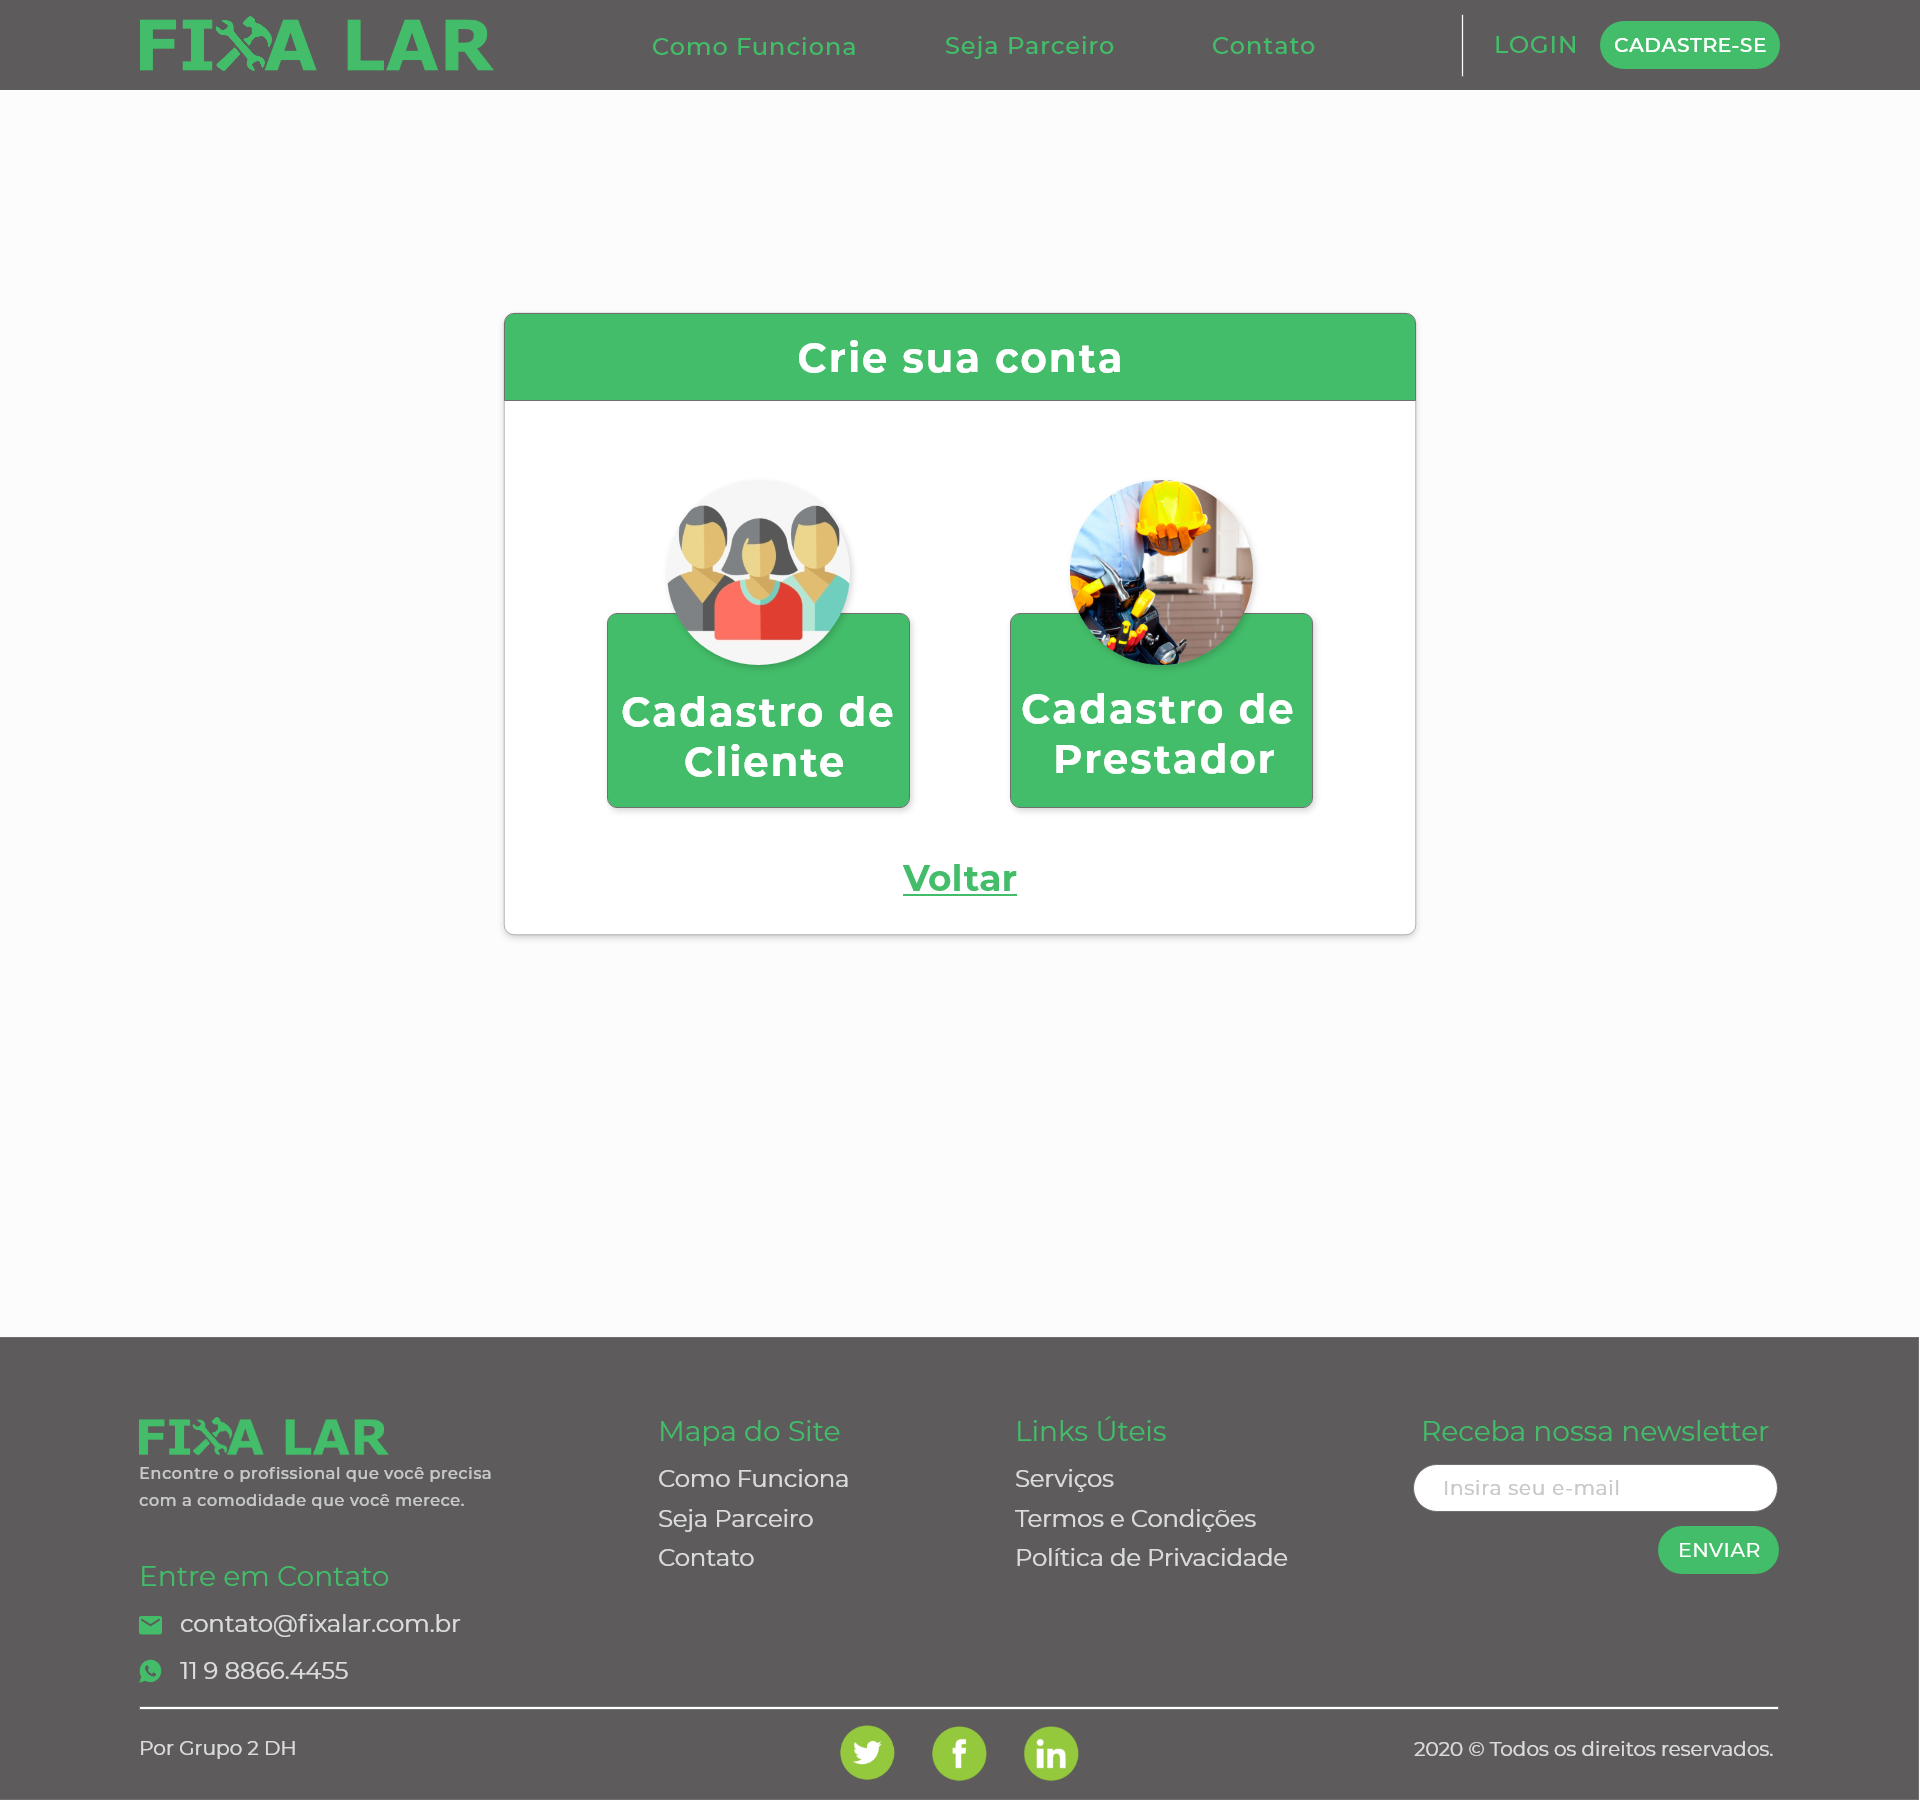 FIXA LAR
Como Funciona
Seja Parceiro
Contato
LOGIN
CADASTRE-SE
Crie sua conta
Cadastro de
Cliente
Cadastro de
Prestador
Voltar
FIXA LAR
Encontre o profissional que você precisa
com a comodidade que você merece.
Entre em Contato
contato@fixalar.com.br
11 9 8866.4455
Mapa do Site
Como Funciona
Seja Parceiro
Contato
Links Úteis
Serviços
Termos e Condições
Política de Privacidade
Receba nossa newsletter
Insira seu e-mail
ENVIAR
Por Grupo 2 DH
2020 © Todos os direitos reservados.